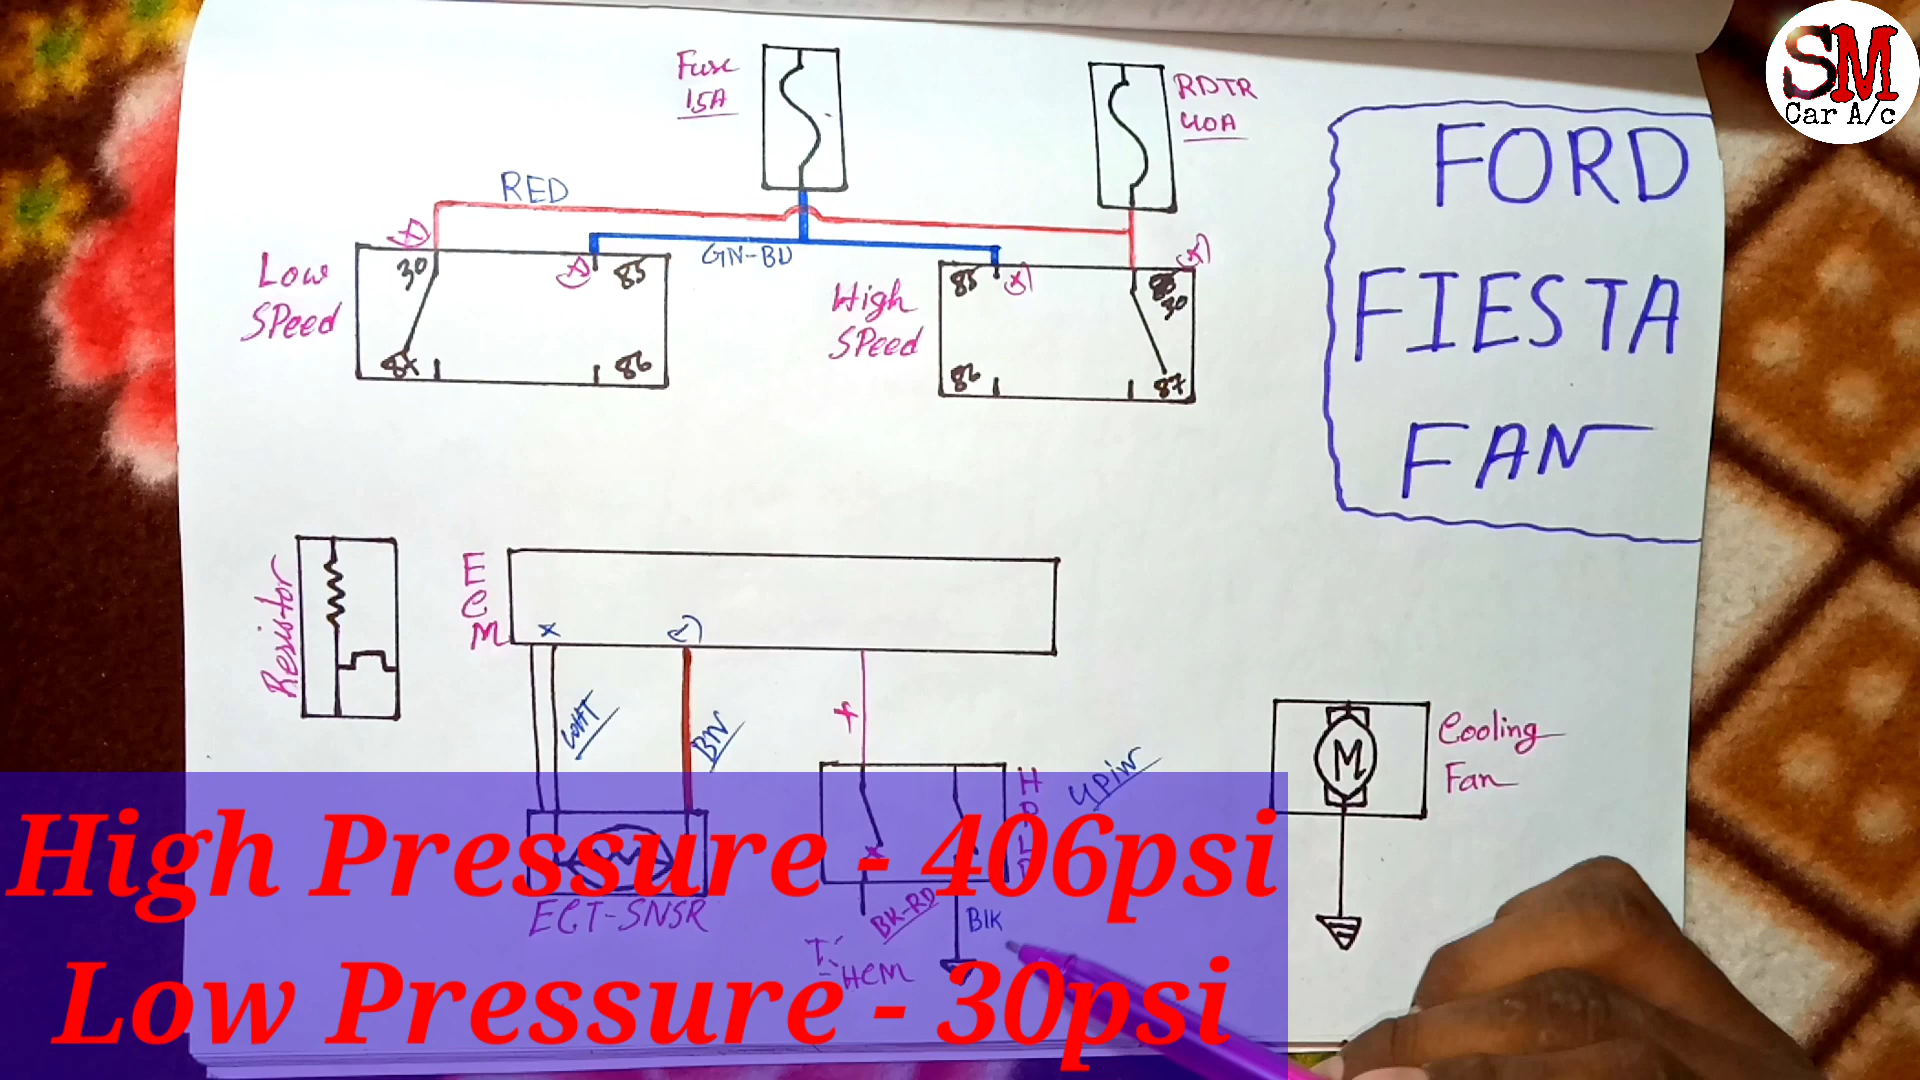 SM
Car A/c
Fuse
15A
RDTR
40A
FORD
FIESTA
FAN
RED
GN-BU
Low
SPeed
30
85
87
86
High
SPeed
85
30
86
87
Resistor
ECM
WHT
BN
4Pin
Cooling
Fan
M
ECT-SNSR
BK-RD
BlK
HCM
High Pressure - 406psi
Low Pressure - 30psi